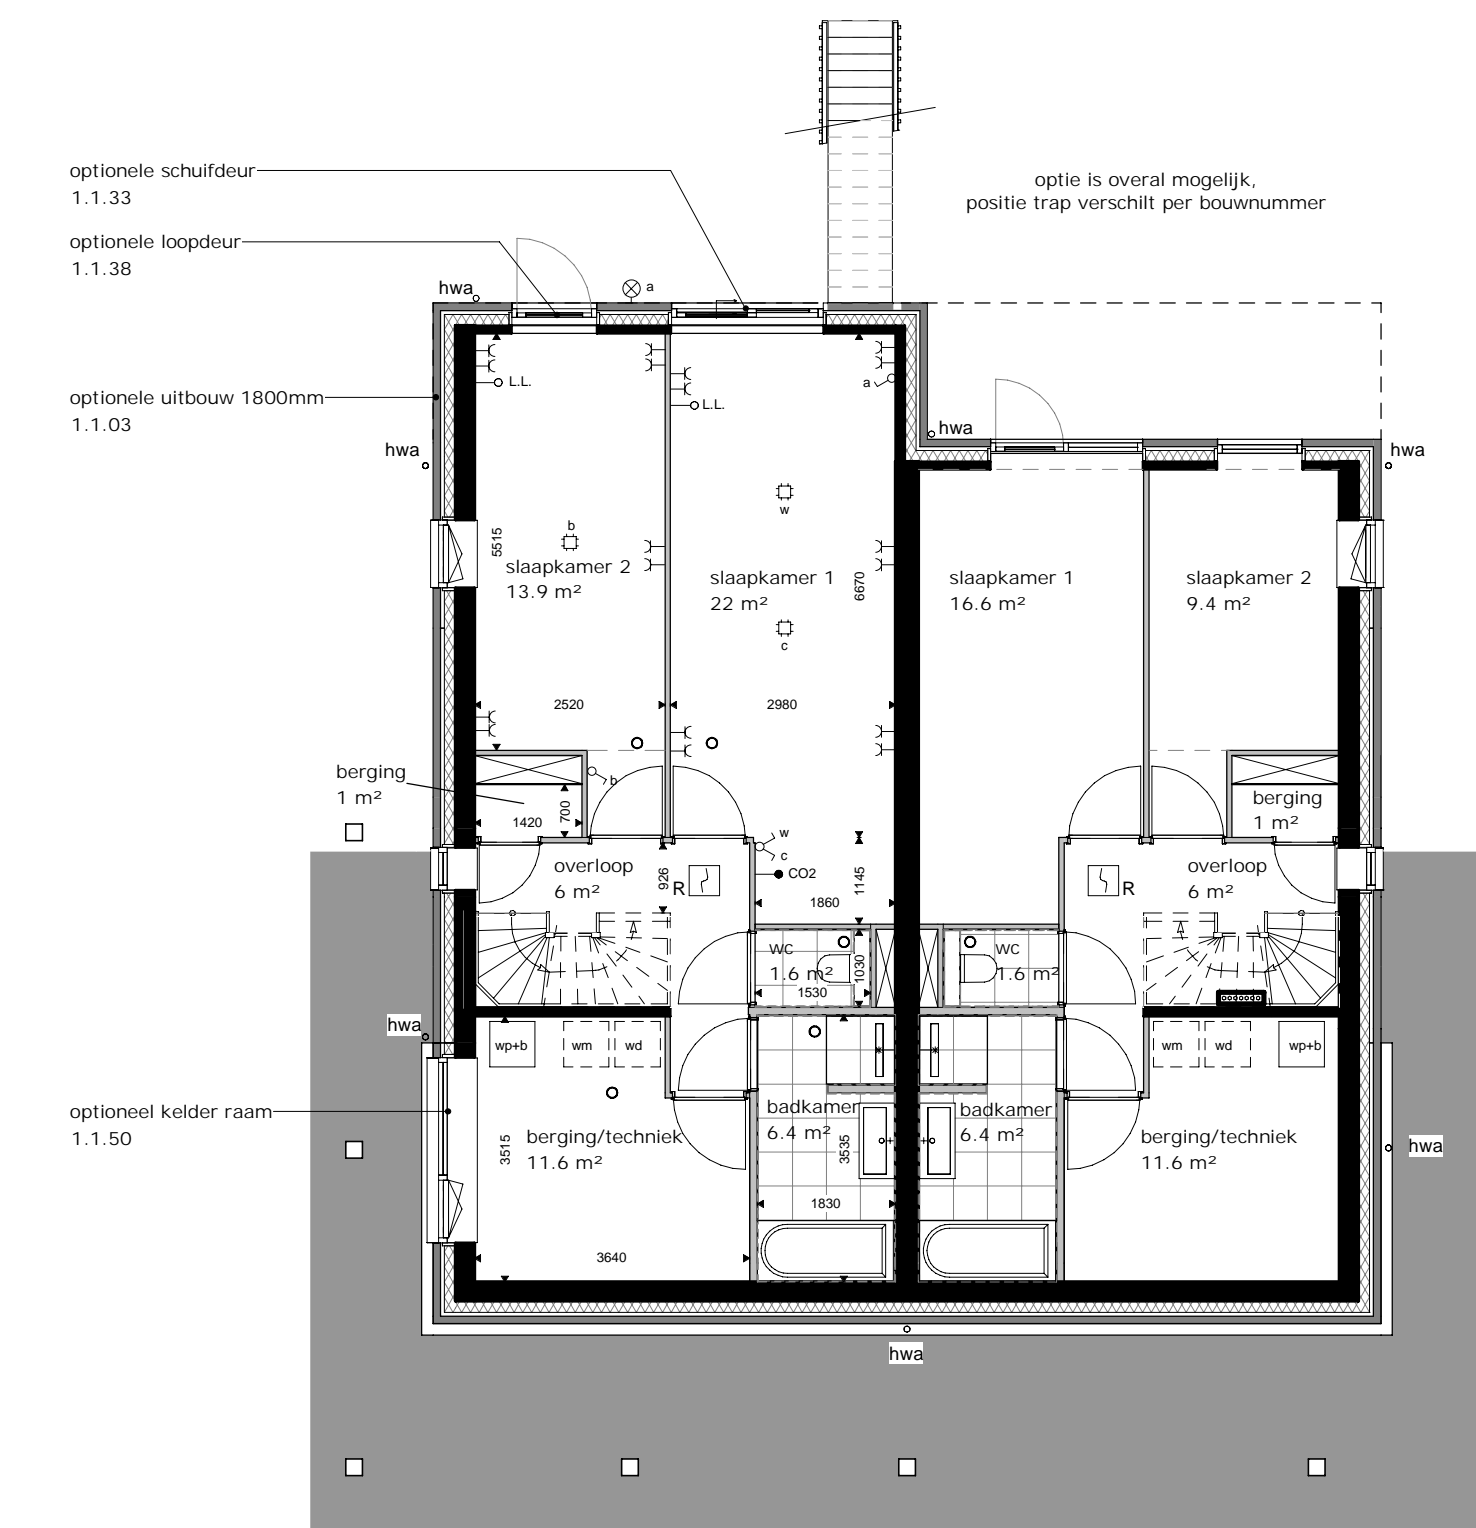 optionele schuifdeur
1.1.33
optionele loopdeur
1.1.38
optie is overal mogelijk,
positie trap verschilt per bouwnummer
hwa
a
optionele uitbouw 1800mm
1.1.03
L.L.
L.L.
a
hwa
hwa
hwa
b
w
5515
slaapkamer 2
13.9 m²
slaapkamer 1
22 m²
6670
c
slaapkamer 1
16.6 m²
slaapkamer 2
9.4 m²
2520
2980
berging
1 m²
b
700
1420
berging
1 m²
w
c
CO2
overloop
6 m²
926
R
1145
1860
R
overloop
6 m²
wc
1.6 m²
1030
1530
wc
1.6 m²
hwa
wp+b
wm
wd
wm
wd
wp+b
optioneel kelder raam
1.1.50
3515
berging/techniek
11.6 m²
badkamer
6.4 m²
3535
badkamer
6.4 m²
berging/techniek
11.6 m²
hwa
1830
3640
hwa